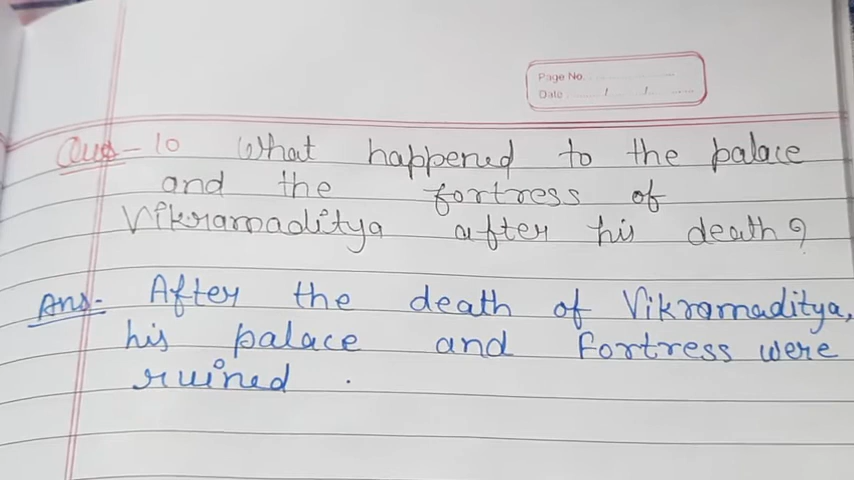 Page No. ....................
Date ......... / ......... / .........
Ques - 10 What happened to the palace
and the fortress of
Vikramaditya after his death?
Ans- After the death of Vikramaditya,
his palace and fortress were
ruined .